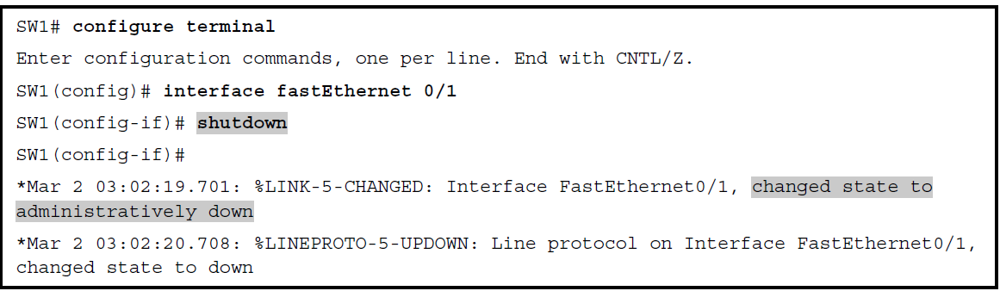 SW1# configure terminal
Enter configuration commands, one per line. End with CNTL/Z.
SW1(config)# interface fastEthernet 0/1
SW1(config-if)# shutdown
SW1(config-if)#
*Mar 2 03:02:19.701: %LINK-5-CHANGED: Interface FastEthernet0/1, changed state to
administratively down
*Mar 2 03:02:20.708: %LINEPROTO-5-UPDOWN: Line protocol on Interface FastEthernet0/1,
changed state to down